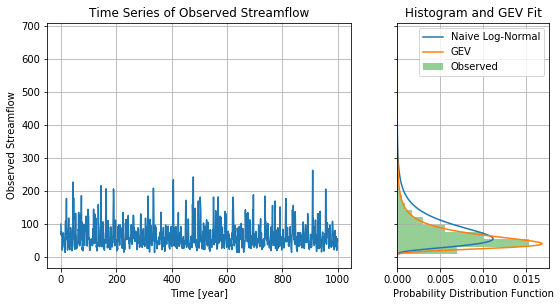 Time Series of Observed Streamflow
Histogram and GEV Fit
700
600
500
400
300
200
100
0
Observed Streamflow
0
200
400
600
800
1000
Time [year]
Naive Log-Normal
GEV
Observed
0.000
0.005
0.010
0.015
Probability Distribution Function